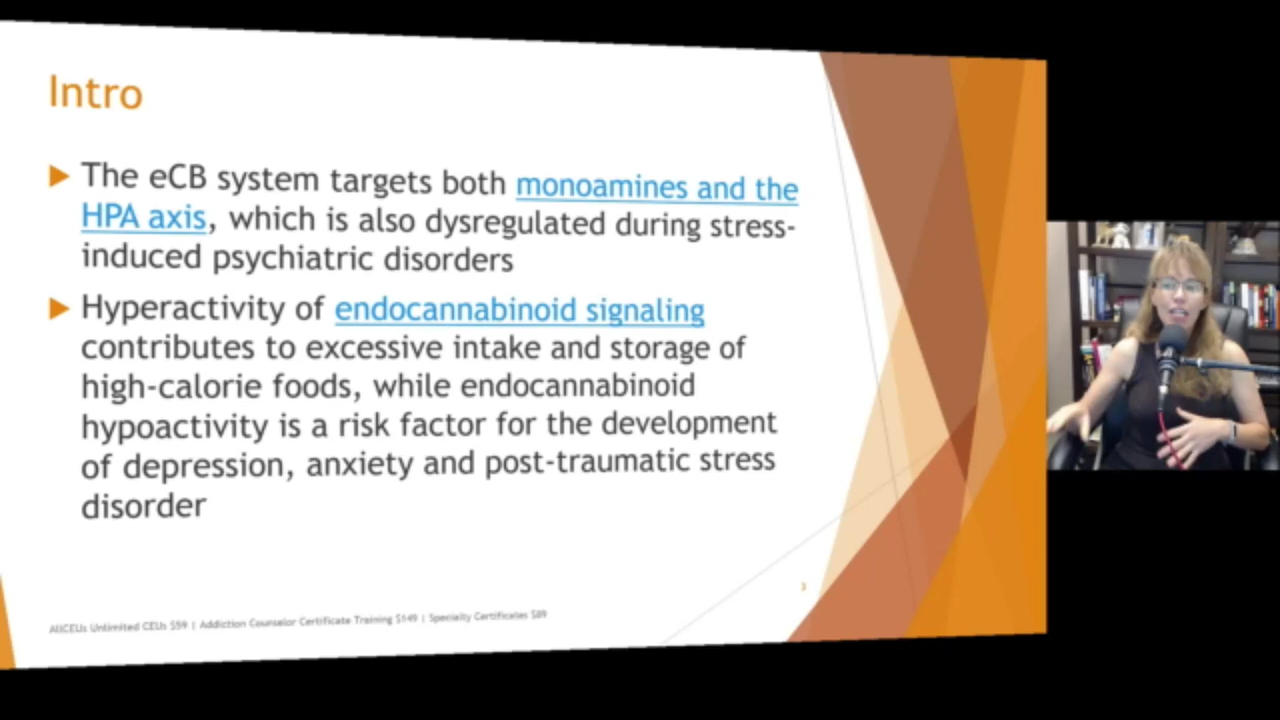 Intro
The eCB system targets both monoamines and the
HPA axis, which is also dysregulated during stress-
induced psychiatric disorders
Hyperactivity of endocannabinoid signaling
contributes to excessive intake and storage of
high-calorie foods, while endocannabinoid
hypoactivity is a risk factor for the development
of depression, anxiety and post-traumatic stress
disorder
3
AllCEUs Unlimited CEUs $59 | Addiction Counselor Certificate Training $149 | Specialty Certificates $89